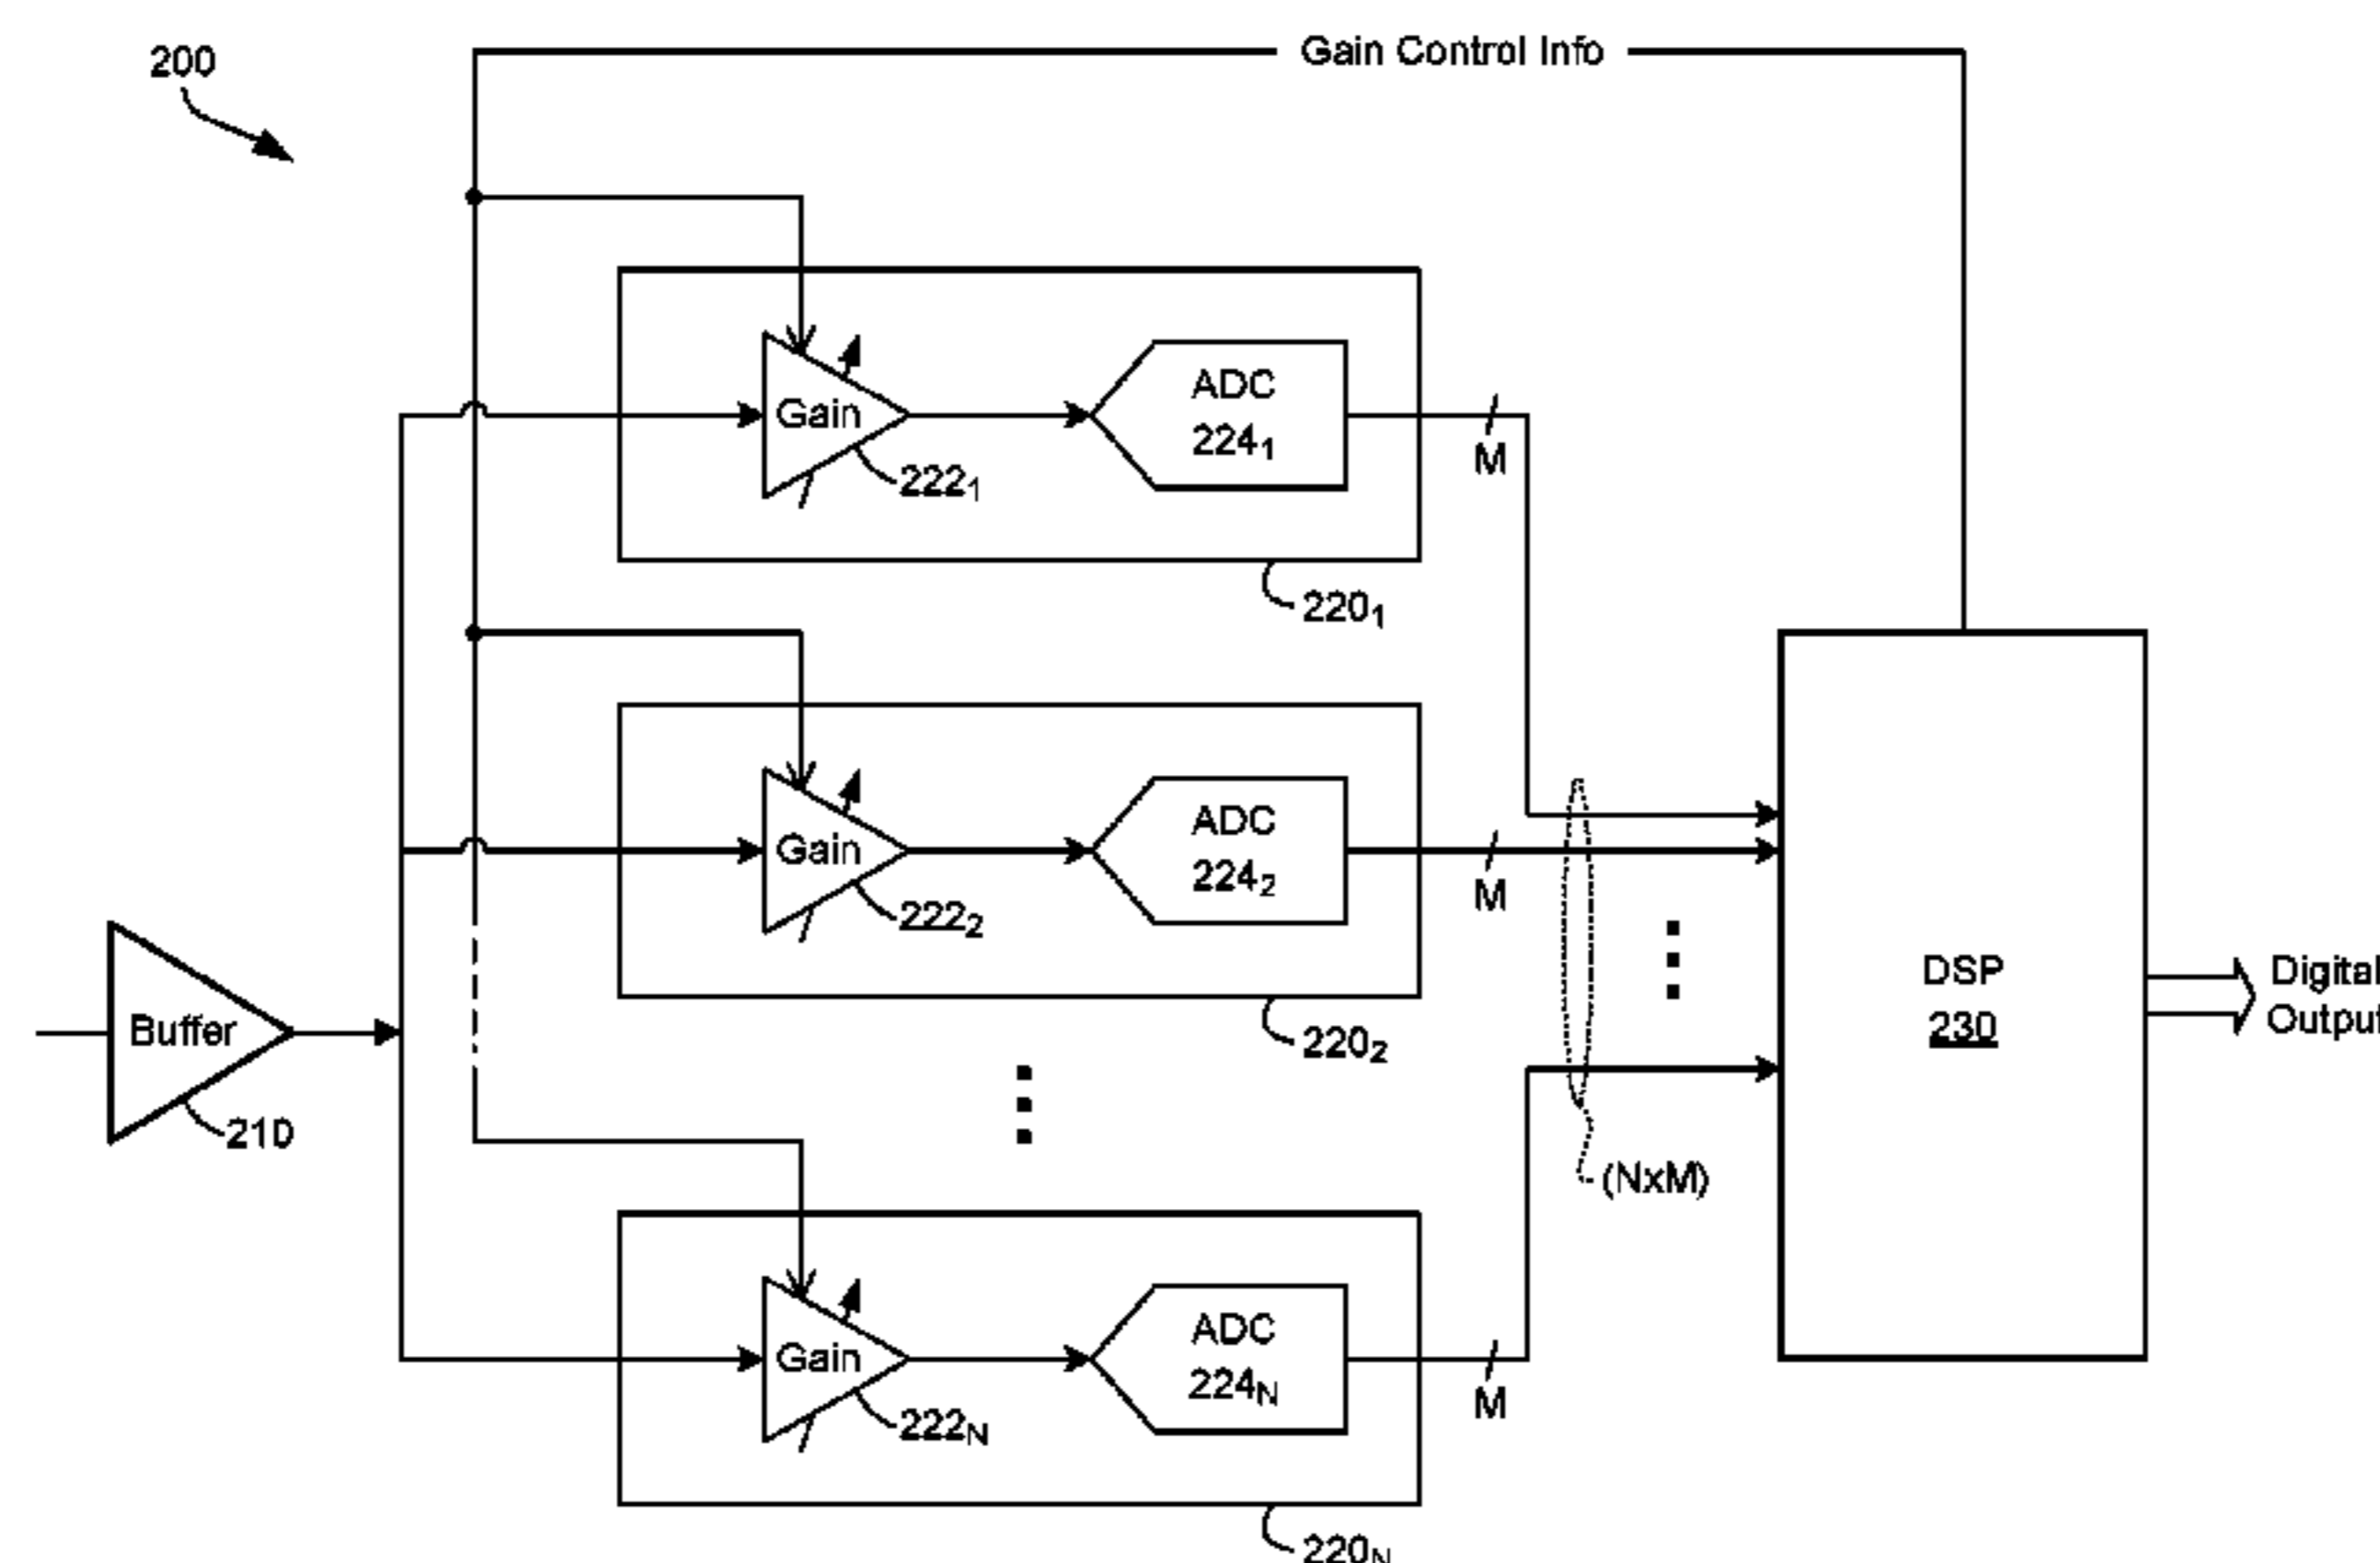 200
Gain Control Info
Gain
ADC
224₁
222₁
M
220₁
Gain
ADC
224₂
222₂
M
220₂
Buffer
210
DSP
230
Digital
Output
(NxM)
Gain
ADC
224N
222N
M
220N